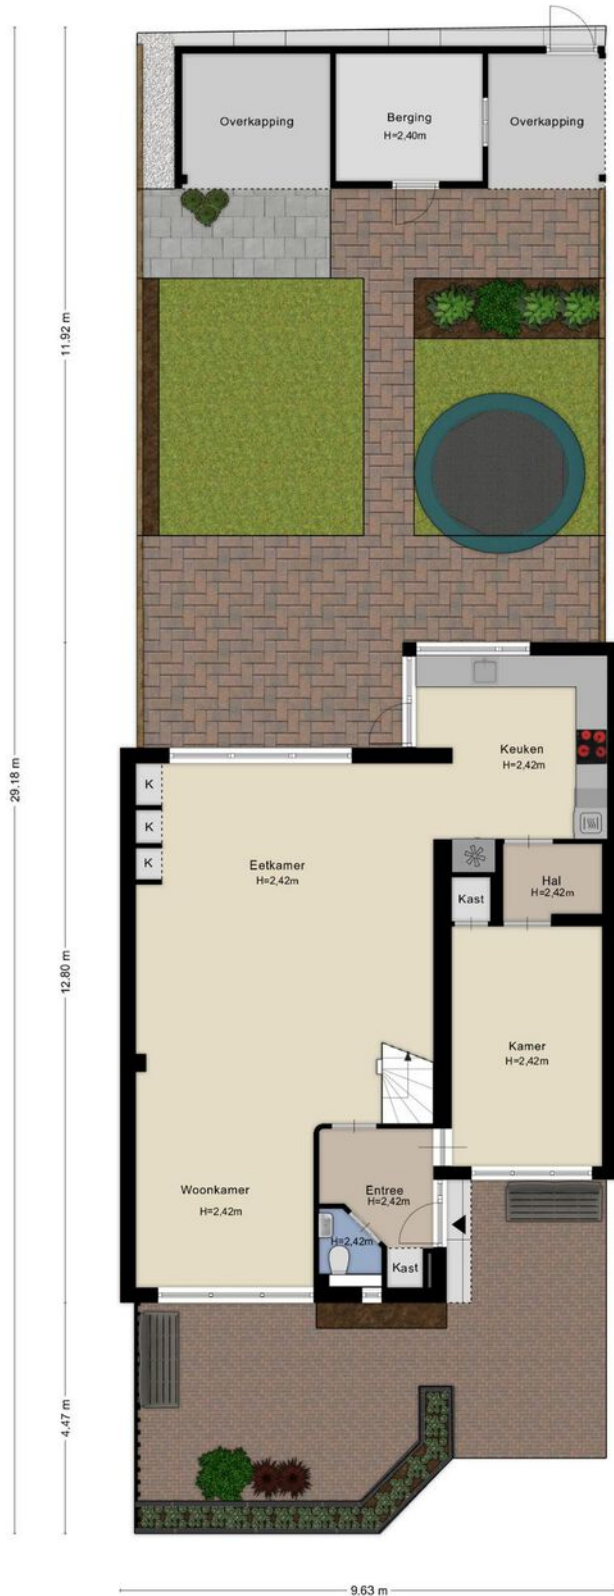 Overkapping
Berging
H=2,40m
Overkapping
11.92 m
29.18 m
Keuken
H=2,42m
K
K
K
Eetkamer
H=2,42m
Hal
H=2,42m
Kast
12.80 m
Kamer
H=2,42m
Woonkamer
H=2,42m
Entree
H=2,42m
H=2,42m
Kast
4.47 m
9.63 m